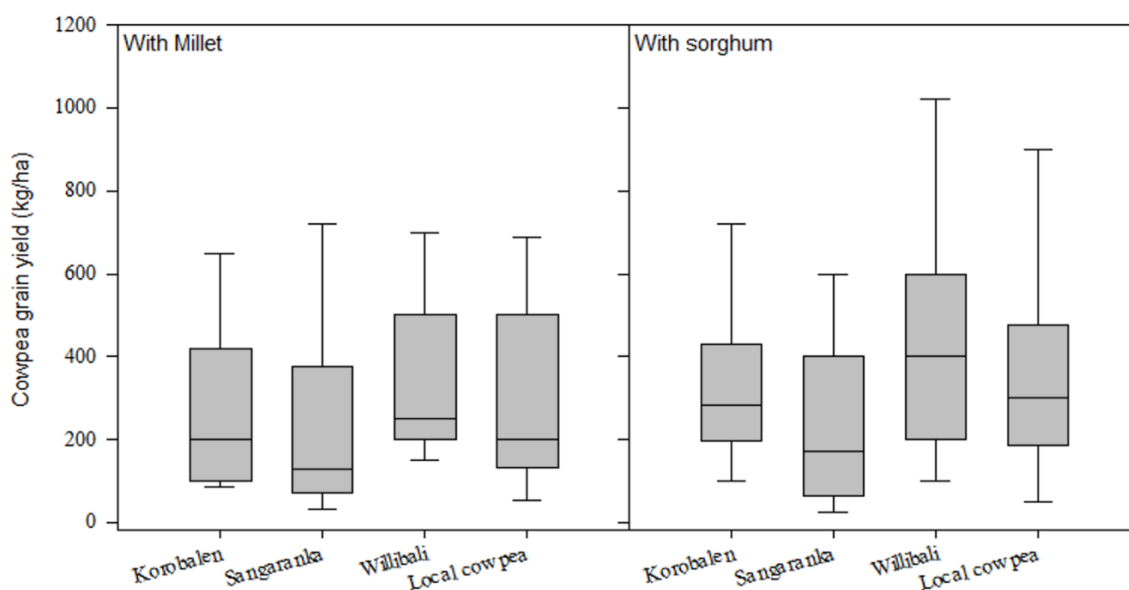 With Millet
With sorghum
Cowpea grain yield (kg/ha)
1200
1000
800
600
400
200
0
Korobalen
Sangaranka
Willibali
Local cowpea
Korobalen
Sangaranka
Willibali
Local cowpea